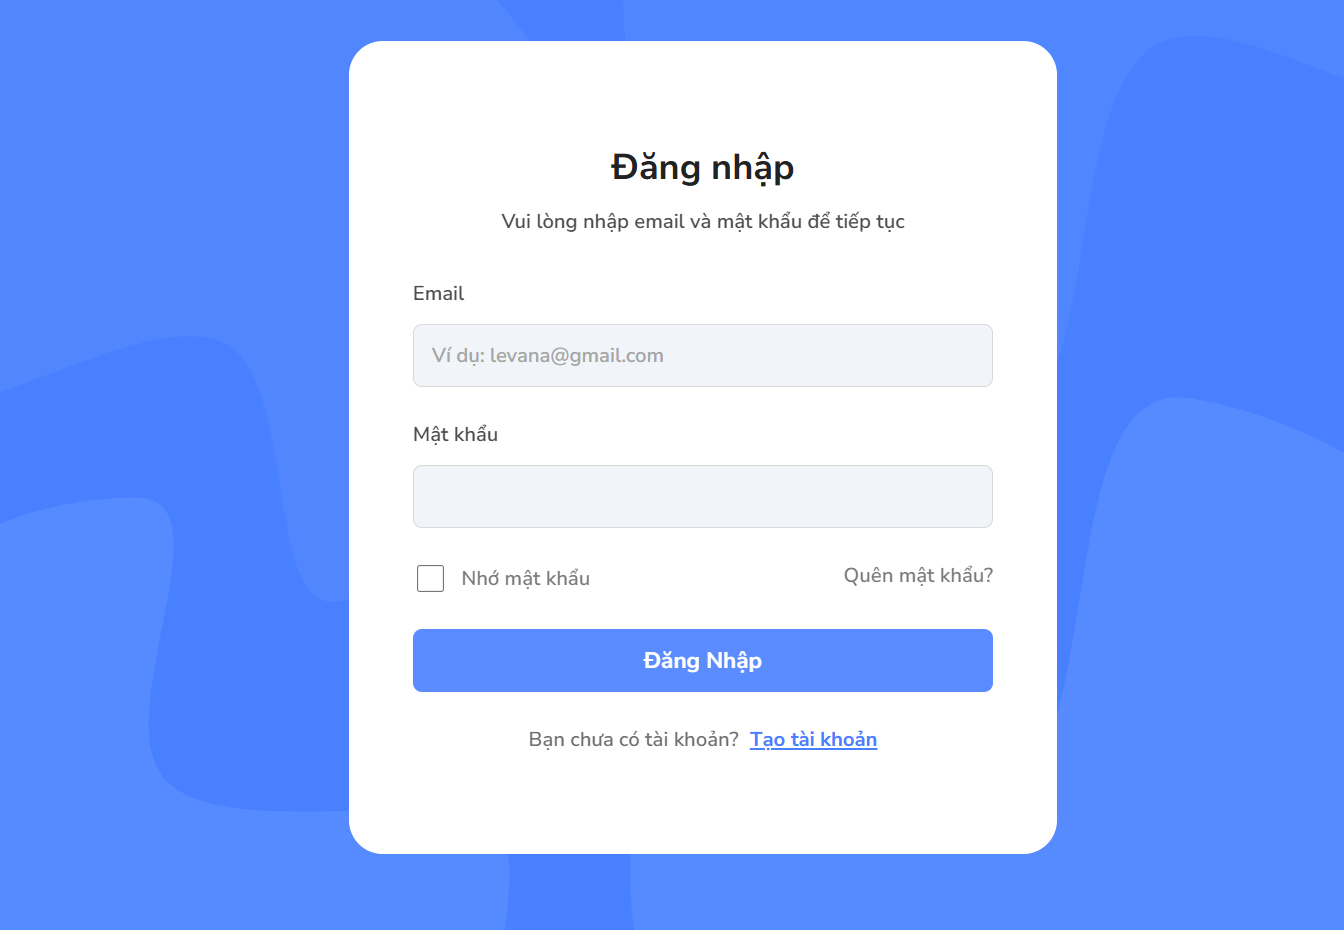 Đăng nhập
Vui lòng nhập email và mật khẩu để tiếp tục
Email
Ví dụ: levana@gmail.com
Mật khẩu
Nhớ mật khẩu
Quên mật khẩu?
Đăng Nhập
Bạn chưa có tài khoản? Tạo tài khoản